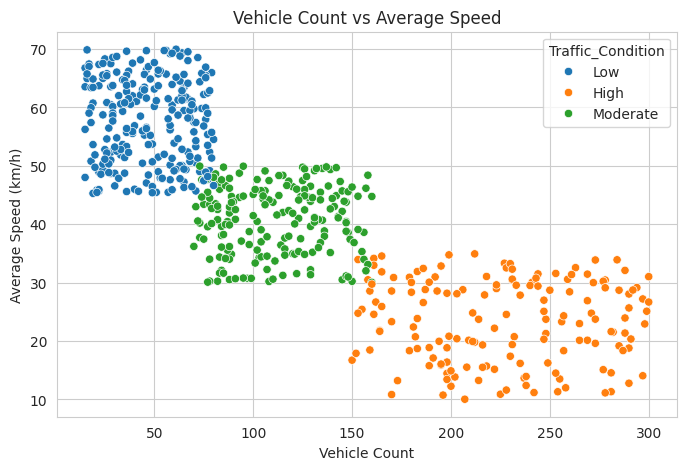 Vehicle Count vs Average Speed
Traffic_Condition
Low
High
Moderate
Average Speed (km/h)
70
60
50
40
30
20
10
50
100
150
200
250
300
Vehicle Count